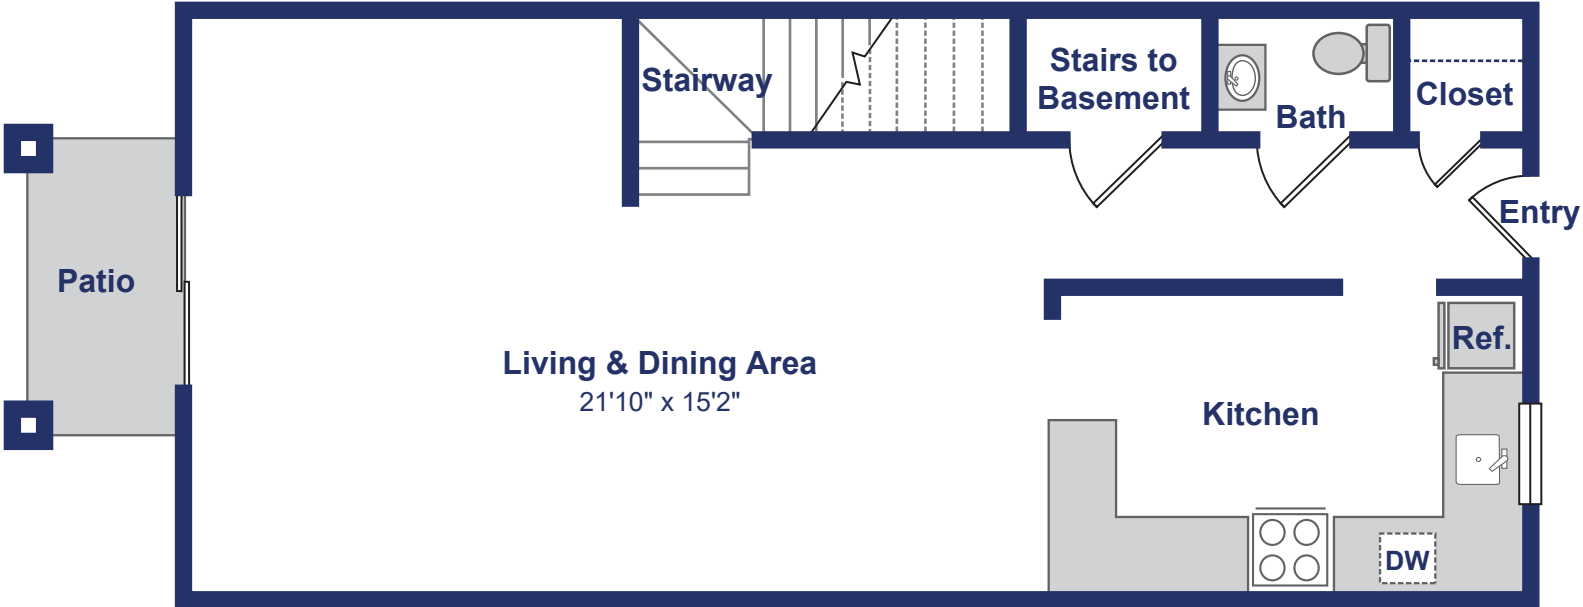 Stairway
Stairs to
Basement
Bath
Closet
Entry
Patio
Living & Dining Area
21'10" x 15'2"
Ref.
Kitchen
DW